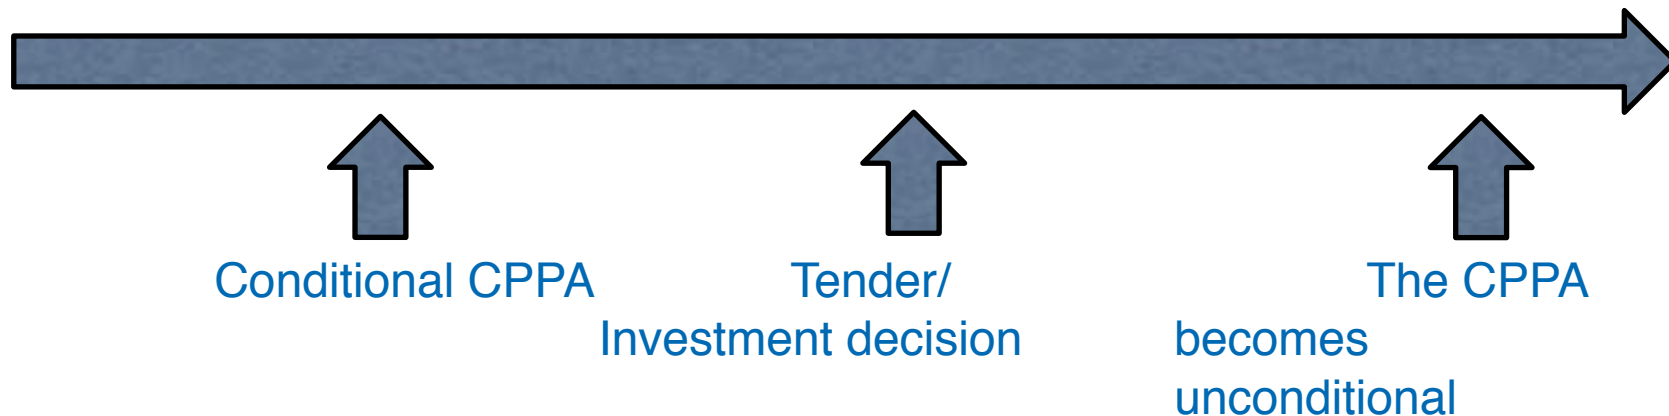 Conditional CPPA
Tender/
Investment decision
The CPPA
becomes
unconditional